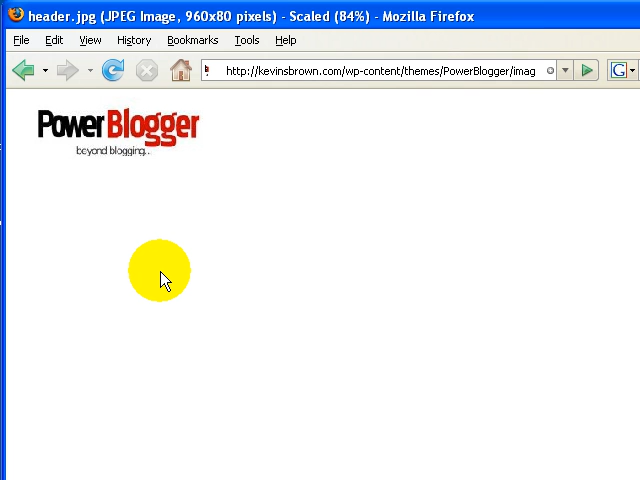 header.jpg (JPEG Image, 960x80 pixels) - Scaled (84%) - Mozilla Firefox
File Edit View History Bookmarks Tools Help
http://kevinsbrown.com/wp-content/themes/PowerBlogger/imag
G
PowerBlogger
beyond blogging..